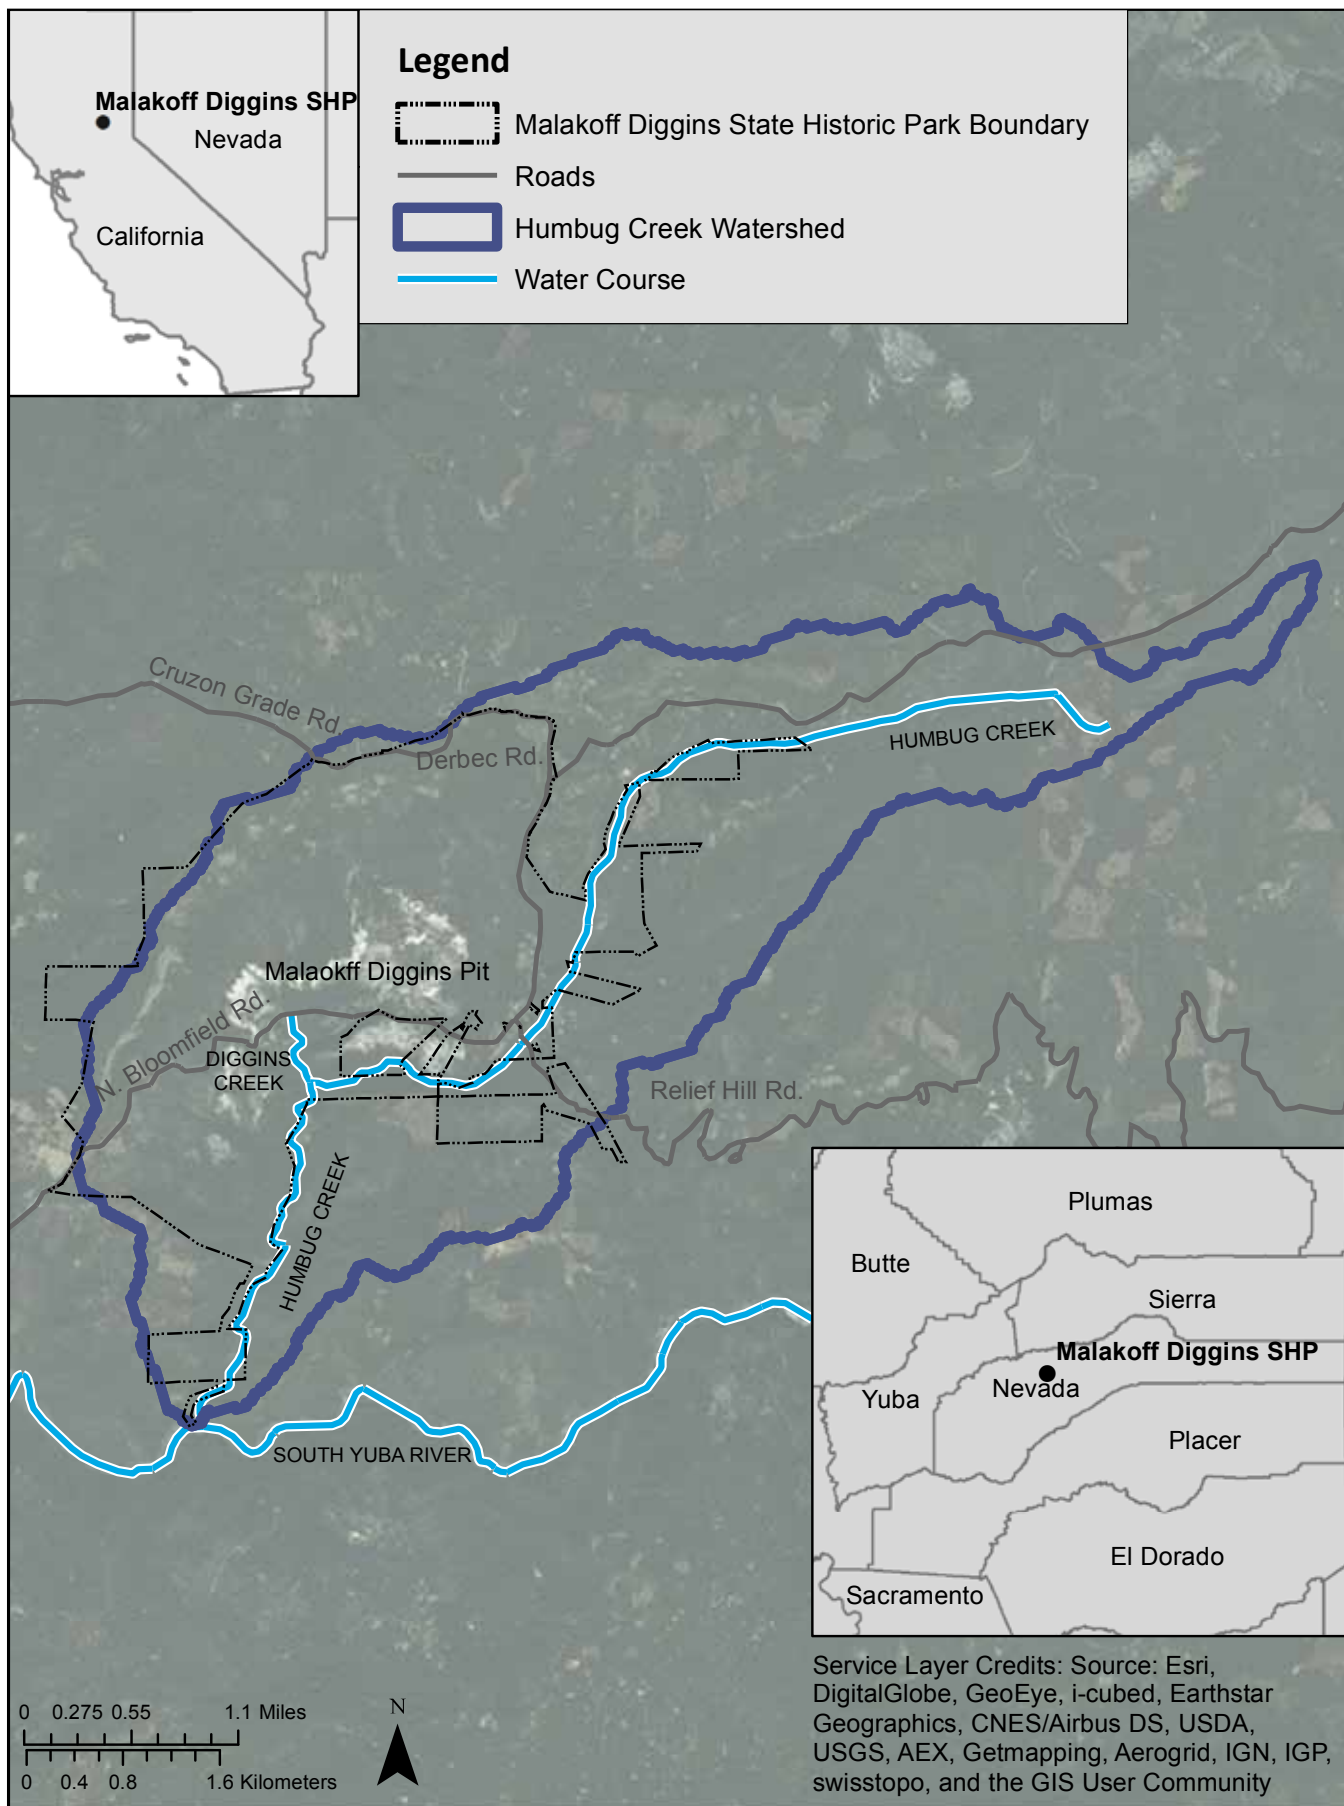 Malakoff Diggins SHP
Nevada
California
Legend
Malakoff Diggins State Historic Park Boundary
Roads
Humbug Creek Watershed
Water Course
Cruzon Grade Rd.
Derbec Rd.
HUMBUG CREEK
Malaokff Diggins Pit
N. Bloomfield Rd.
DIGGINS
CREEK
Relief Hill Rd.
HUMBUG CREEK
SOUTH YUBA RIVER
Plumas
Butte
Sierra
Malakoff Diggins SHP
Nevada
Yuba
Placer
El Dorado
Sacramento
Service Layer Credits: Source: Esri,
DigitalGlobe, GeoEye, i-cubed, Earthstar
Geographics, CNES/Airbus DS, USDA,
USGS, AEX, Getmapping, Aerogrid, IGN, IGP,
swisstopo, and the GIS User Community
0 0.275 0.55 1.1 Miles
0 0.4 0.8 1.6 Kilometers
N